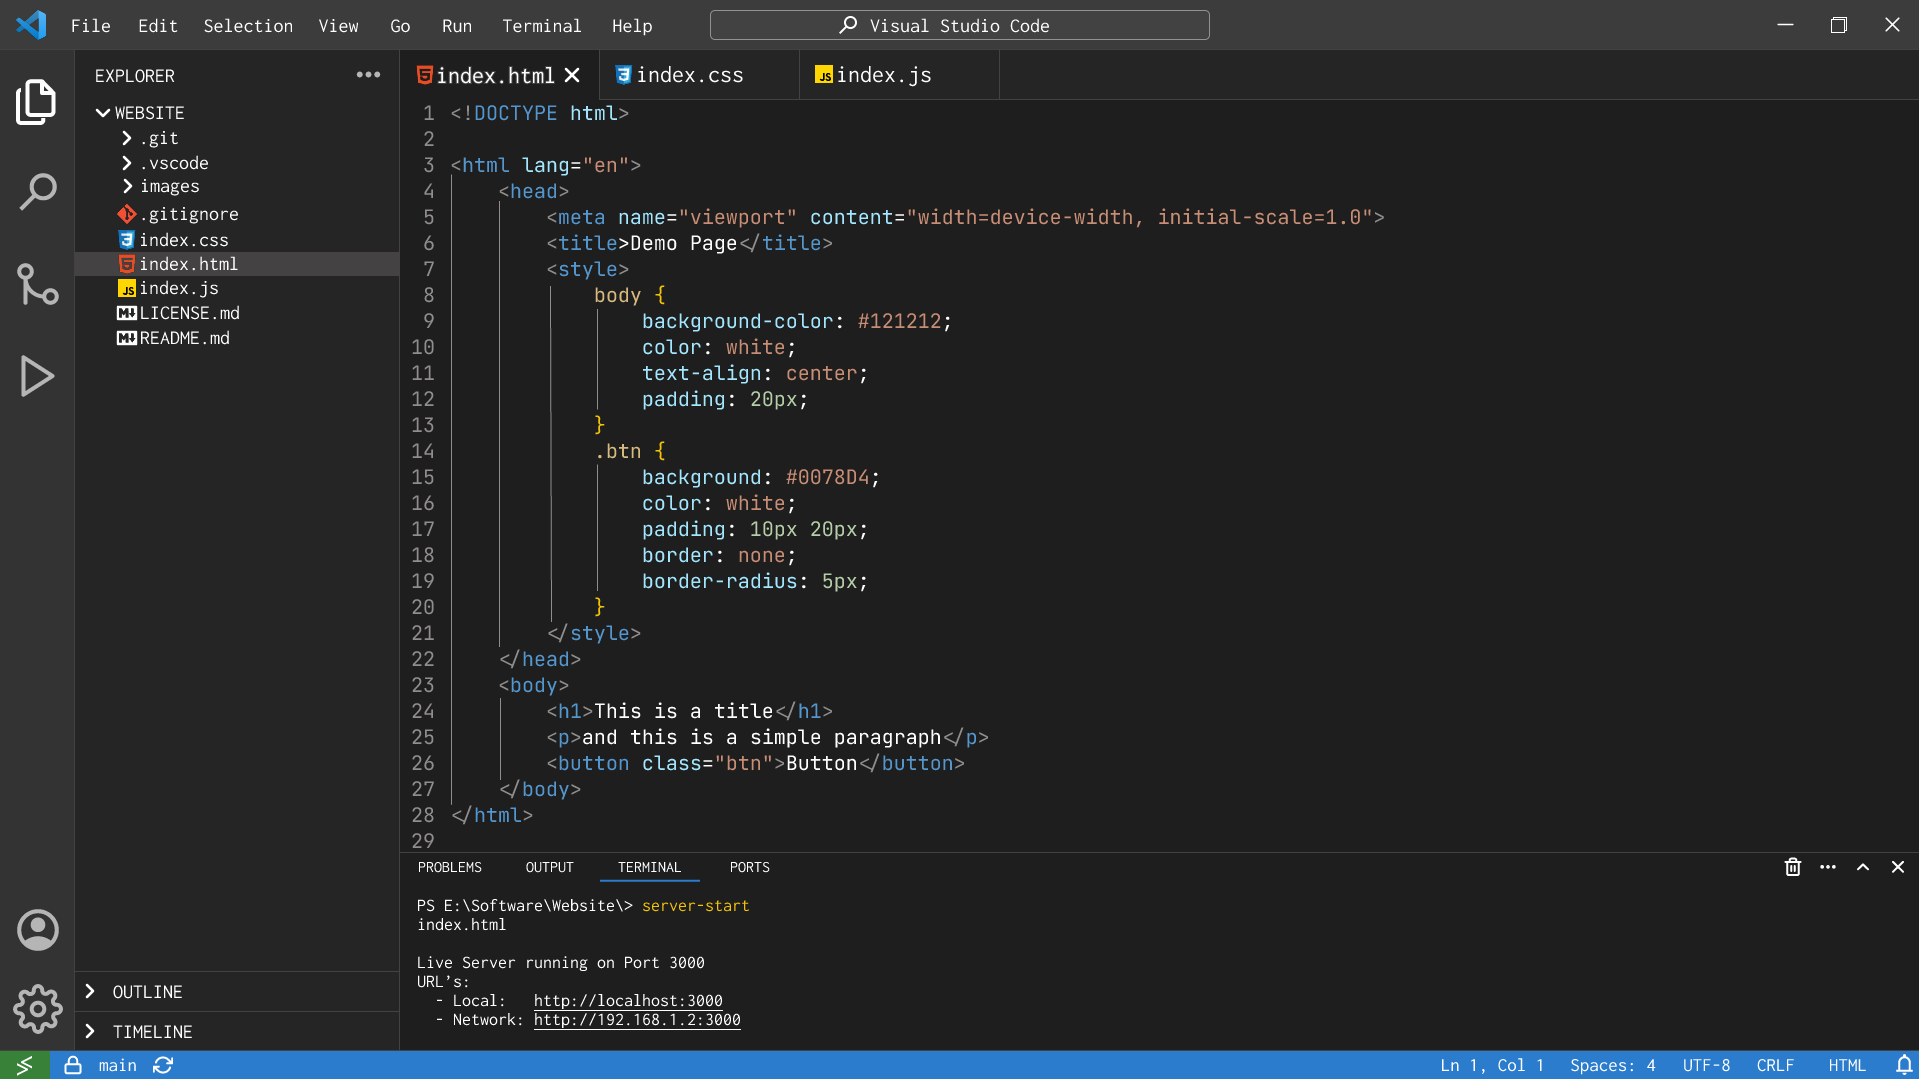 File Edit Selection View Go Run Terminal Help Visual Studio Code
EXPLORER
WEBSITE
.git
.vscode
images
.gitignore
index.css
index.html
index.js
LICENSE.md
README.md
OUTLINE
TIMELINE
index.html index.css index.js
1 <!DOCTYPE html>
2
3 <html lang="en">
4 <head>
5 <meta name="viewport" content="width=device-width, initial-scale=1.0">
6 <title>Demo Page</title>
7 <style>
8 body {
9 background-color: #121212;
10 color: white;
11 text-align: center;
12 padding: 20px;
13 }
14 .btn {
15 background: #0078D4;
16 color: white;
17 padding: 10px 20px;
18 border: none;
19 border-radius: 5px;
20 }
21 </style>
22 </head>
23 <body>
24 <h1>This is a title</h1>
25 <p>and this is a simple paragraph</p>
26 <button class="btn">Button</button>
27 </body>
28 </html>
29
PROBLEMS OUTPUT TERMINAL PORTS
PS E:\Software\Website\> server-start
index.html
Live Server running on Port 3000
URL’s:
- Local: http://localhost:3000
- Network: http://192.168.1.2:3000
main Ln 1, Col 1 Spaces: 4 UTF-8 CRLF HTML